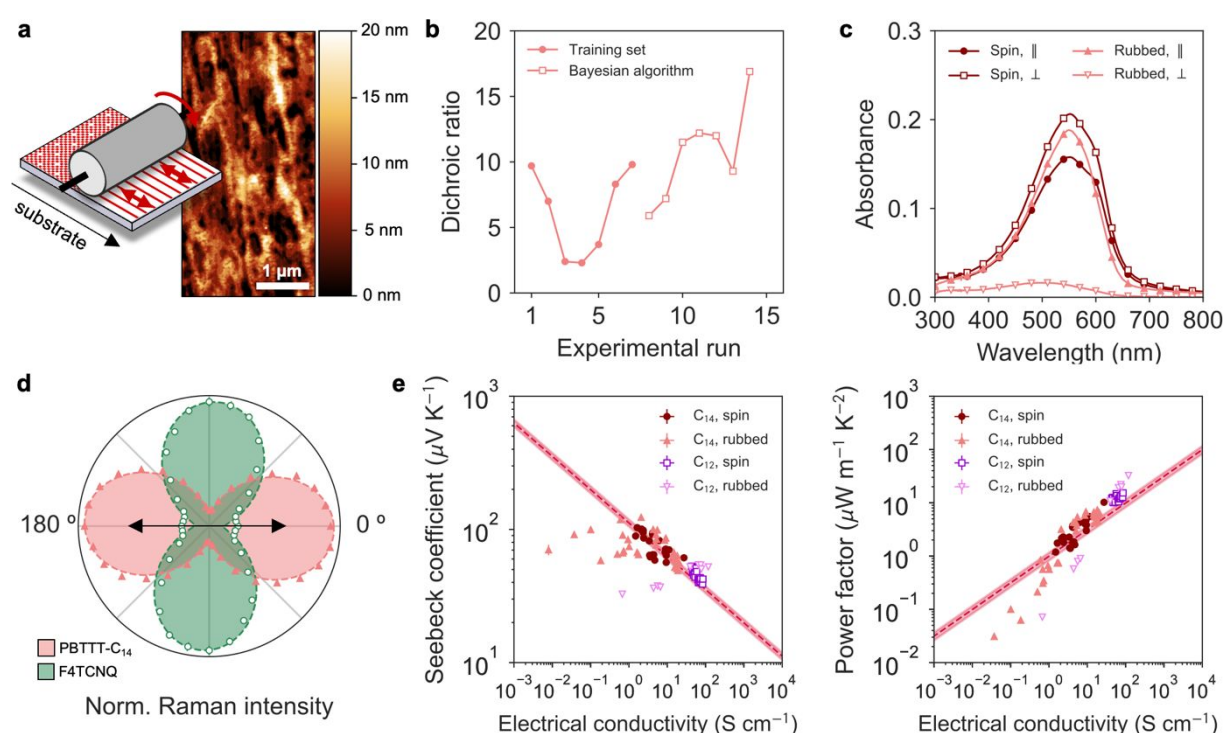 a
substrate
1 µm
20 nm
15 nm
10 nm
5 nm
0 nm
b
Dichroic ratio
20
15
10
5
0
Training set
Bayesian algorithm
1 5 10 15
Experimental run
c
Absorbance
0.3
0.2
0.1
0.0
Spin, ∥
Spin, ⊥
Rubbed, ∥
Rubbed, ⊥
300 400 500 600 700 800
Wavelength (nm)
d
180 º
0 º
PBTTT-C₁₄
F4TCNQ
Norm. Raman intensity
e
Seebeck coefficient (µV K⁻¹)
10³
10²
10¹
C₁₄, spin
C₁₄, rubbed
C₁₂, spin
C₁₂, rubbed
10⁻³ 10⁻² 10⁻¹ 10⁰ 10¹ 10² 10³ 10⁴
Electrical conductivity (S cm⁻¹)
Power factor (µW m⁻¹ K⁻²)
10³
10²
10¹
10⁰
10⁻¹
10⁻²
C₁₄, spin
C₁₄, rubbed
C₁₂, spin
C₁₂, rubbed
10⁻³ 10⁻² 10⁻¹ 10⁰ 10¹ 10² 10³ 10⁴
Electrical conductivity (S cm⁻¹)